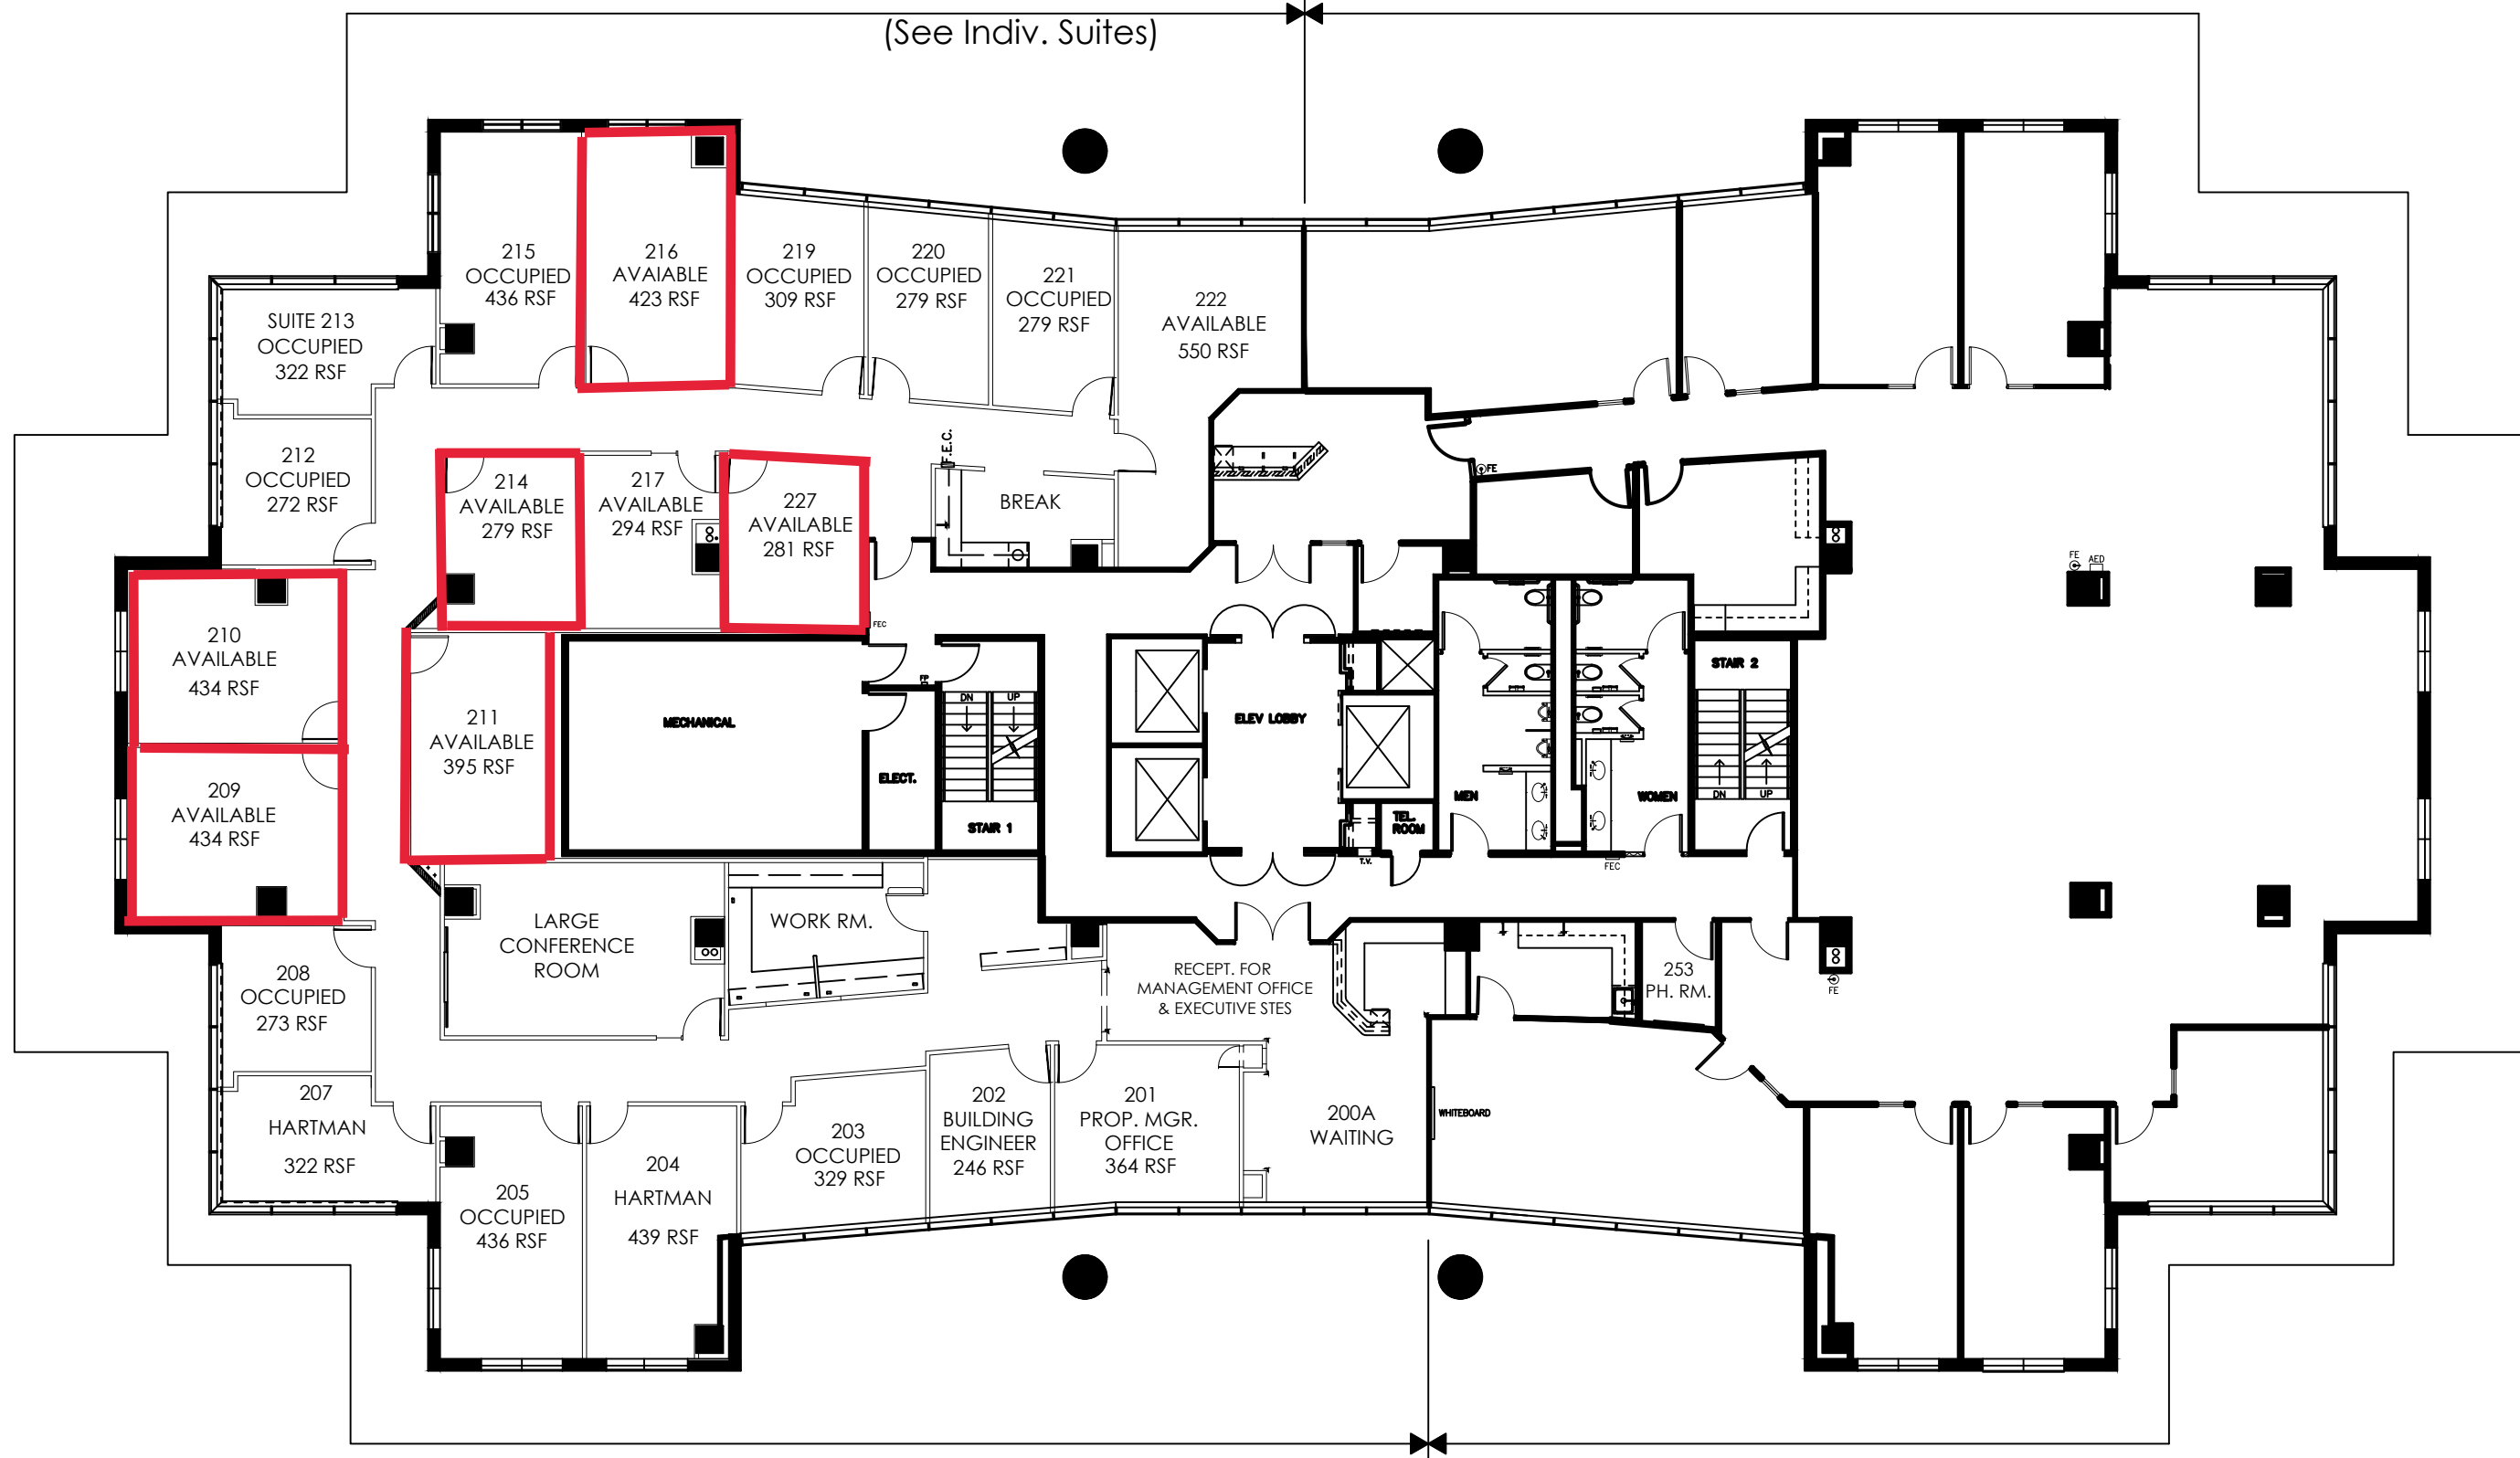 (See Indiv. Suites)
215
OCCUPIED
436 RSF
216
AVAIABLE
423 RSF
219
OCCUPIED
309 RSF
220
OCCUPIED
279 RSF
221
OCCUPIED
279 RSF
222
AVAILABLE
550 RSF
SUITE 213
OCCUPIED
322 RSF
212
OCCUPIED
272 RSF
214
AVAILABLE
279 RSF
217
AVAILABLE
294 RSF
227
AVAILABLE
281 RSF
F.E.C.
BREAK
FE
FE
AED
210
AVAILABLE
434 RSF
FEC
209
AVAILABLE
434 RSF
211
AVAILABLE
395 RSF
MECHANICAL
FP
ELECT.
DN
UP
STAIR 1
ELEV LOBBY
T.V.
TEL.
ROOM
MEN
WOMEN
FEC
STAIR 2
DN
UP
LARGE
CONFERENCE
ROOM
WORK RM.
RECEPT. FOR
MANAGEMENT OFFICE
& EXECUTIVE STES
253
PH. RM.
FE
208
OCCUPIED
273 RSF
207
HARTMAN
322 RSF
205
OCCUPIED
436 RSF
204
HARTMAN
439 RSF
203
OCCUPIED
329 RSF
202
BUILDING
ENGINEER
246 RSF
201
PROP. MGR.
OFFICE
364 RSF
200A
WAITING
WHITEBOARD